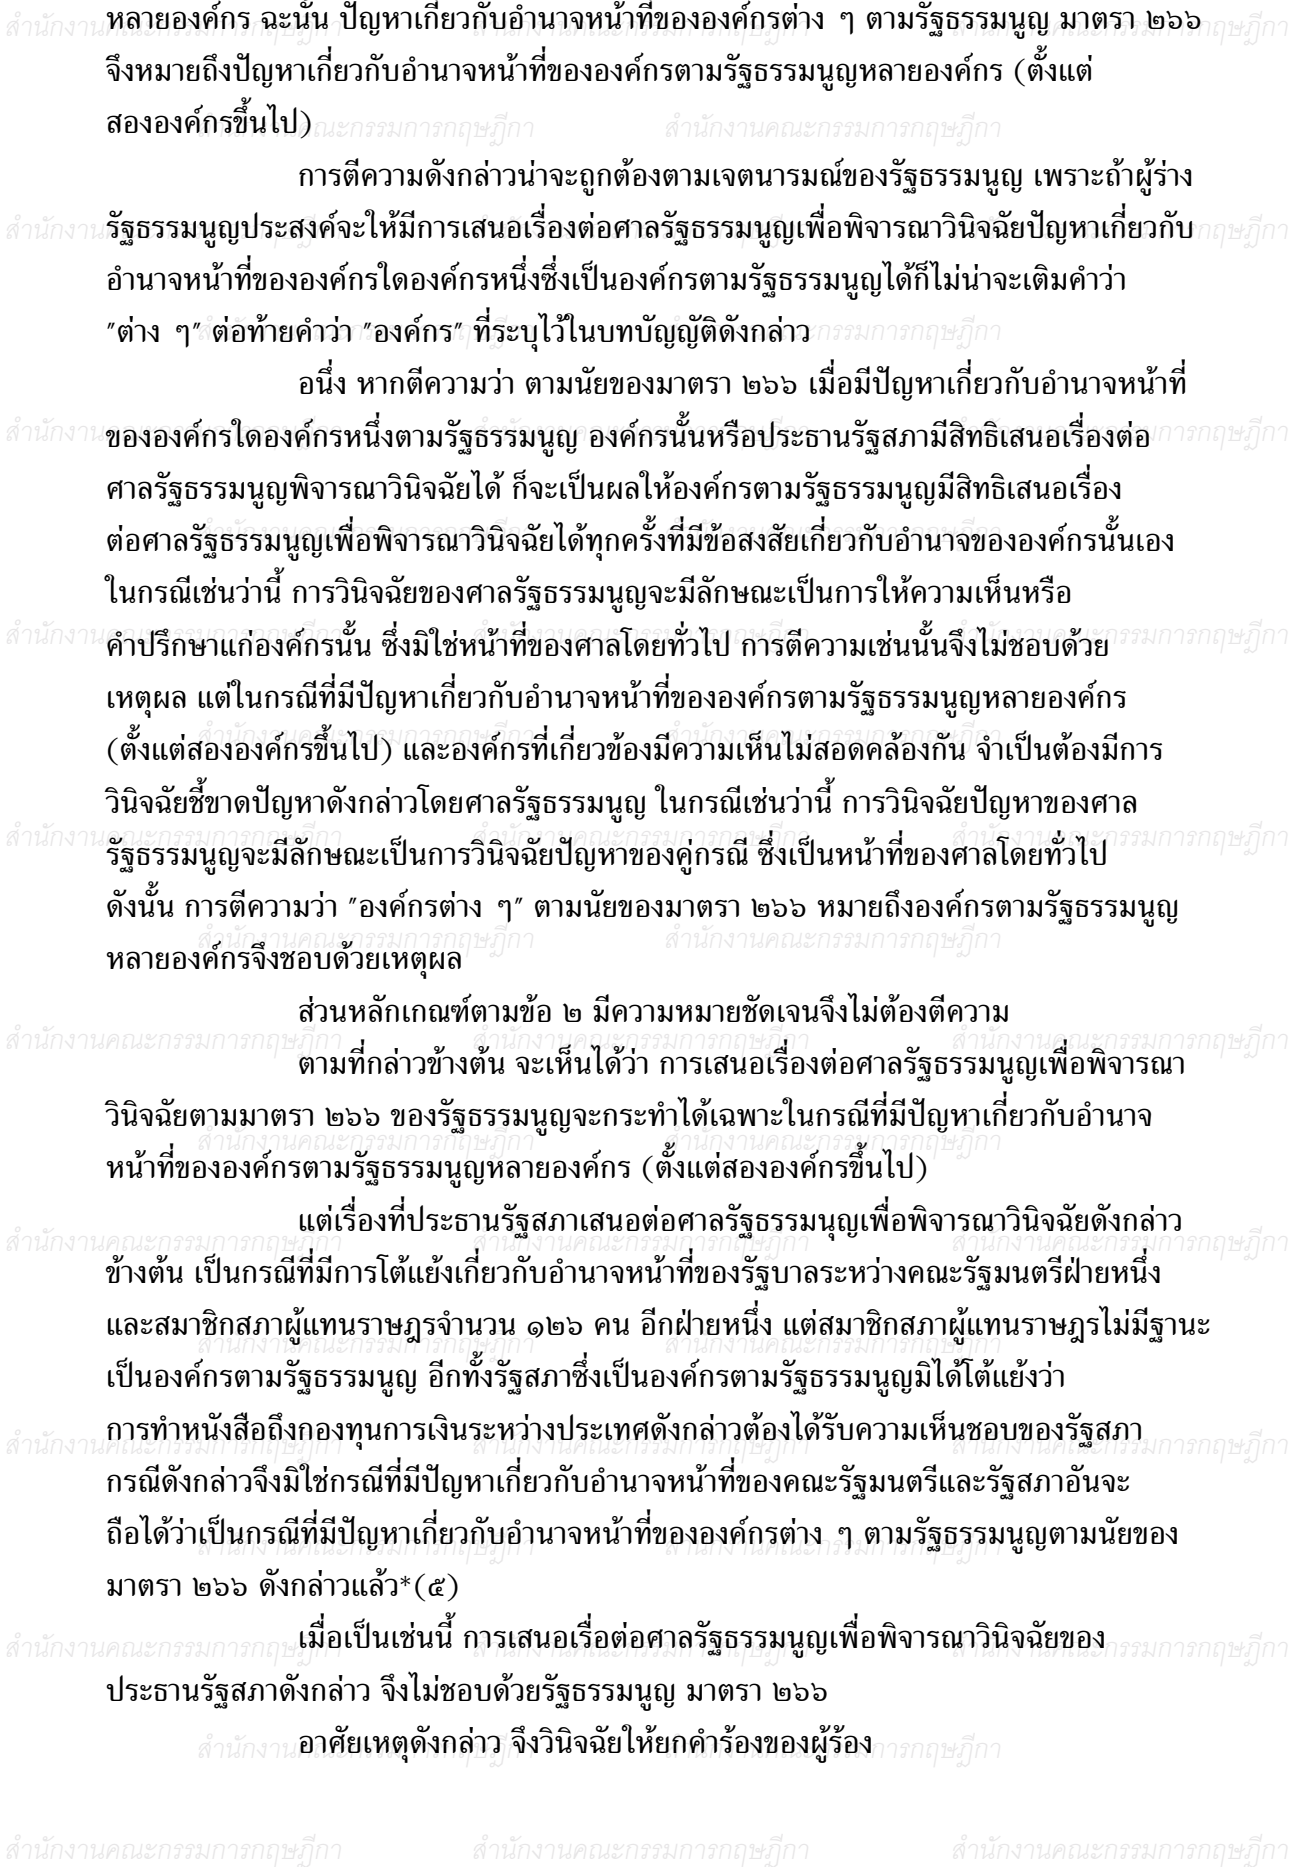 หลายองค์กร ฉะนั้น ปัญหาเกี่ยวกับอำนาจหน้าที่ขององค์กรต่าง ๆ ตามรัฐธรรมนูญ มาตรา ๒๖๖
จึงหมายถึงปัญหาเกี่ยวกับอำนาจหน้าที่ขององค์กรตามรัฐธรรมนูญหลายองค์กร (ตั้งแต่
สององค์กรขึ้นไป)
การตีความดังกล่าวน่าจะถูกต้องตามเจตนารมณ์ของรัฐธรรมนูญ เพราะถ้าผู้ร่าง
รัฐธรรมนูญประสงค์จะให้มีการเสนอเรื่องต่อศาลรัฐธรรมนูญเพื่อพิจารณาวินิจฉัยปัญหาเกี่ยวกับ
อำนาจหน้าที่ขององค์กรใดองค์กรหนึ่งซึ่งเป็นองค์กรตามรัฐธรรมนูญได้ก็ไม่น่าจะเติมคำว่า
"ต่าง ๆ" ต่อท้ายคำว่า "องค์กร" ที่ระบุไว้ในบทบัญญัติดังกล่าว
อนึ่ง หากตีความว่า ตามนัยของมาตรา ๒๖๖ เมื่อมีปัญหาเกี่ยวกับอำนาจหน้าที่
ขององค์กรใดองค์กรหนึ่งตามรัฐธรรมนูญ องค์กรนั้นหรือประธานรัฐสภามีสิทธิเสนอเรื่องต่อ
ศาลรัฐธรรมนูญพิจารณาวินิจฉัยได้ ก็จะเป็นผลให้องค์กรตามรัฐธรรมนูญมีสิทธิเสนอเรื่อง
ต่อศาลรัฐธรรมนูญเพื่อพิจารณาวินิจฉัยได้ทุกครั้งที่มีข้อสงสัยเกี่ยวกับอำนาจขององค์กรนั้นเอง
ในกรณีเช่นว่านี้ การวินิจฉัยของศาลรัฐธรรมนูญจะมีลักษณะเป็นการให้ความเห็นหรือ
คำปรึกษาแก่องค์กรนั้น ซึ่งมิใช่หน้าที่ของศาลโดยทั่วไป การตีความเช่นนั้นจึงไม่ชอบด้วย
เหตุผล แต่ในกรณีที่มีปัญหาเกี่ยวกับอำนาจหน้าที่ขององค์กรตามรัฐธรรมนูญหลายองค์กร
(ตั้งแต่สององค์กรขึ้นไป) และองค์กรที่เกี่ยวข้องมีความเห็นไม่สอดคล้องกัน จำเป็นต้องมีการ
วินิจฉัยชี้ขาดปัญหาดังกล่าวโดยศาลรัฐธรรมนูญ ในกรณีเช่นว่านี้ การวินิจฉัยปัญหาของศาล
รัฐธรรมนูญจะมีลักษณะเป็นการวินิจฉัยปัญหาของคู่กรณี ซึ่งเป็นหน้าที่ของศาลโดยทั่วไป
ดังนั้น การตีความว่า "องค์กรต่าง ๆ" ตามนัยของมาตรา ๒๖๖ หมายถึงองค์กรตามรัฐธรรมนูญ
หลายองค์กรจึงชอบด้วยเหตุผล
ส่วนหลักเกณฑ์ตามข้อ ๒ มีความหมายชัดเจนจึงไม่ต้องตีความ
ตามที่กล่าวข้างต้น จะเห็นได้ว่า การเสนอเรื่องต่อศาลรัฐธรรมนูญเพื่อพิจารณา
วินิจฉัยตามมาตรา ๒๖๖ ของรัฐธรรมนูญจะกระทำได้เฉพาะในกรณีที่มีปัญหาเกี่ยวกับอำนาจ
หน้าที่ขององค์กรตามรัฐธรรมนูญหลายองค์กร (ตั้งแต่สององค์กรขึ้นไป)
แต่เรื่องที่ประธานรัฐสภาเสนอต่อศาลรัฐธรรมนุญเพื่อพิจารณาวินิจฉัยดังกล่าว
ข้างต้น เป็นกรณีที่มีการโต้แย้งเกี่ยวกับอำนาจหน้าที่ของรัฐบาลระหว่างคณะรัฐมนตรีฝ่ายหนึ่ง
และสมาชิกสภาผู้แทนราษฎรจำนวน ๑๒๖ คน อีกฝ่ายหนึ่ง แต่สมาชิกสภาผู้แทนราษฎรไม่มีฐานะ
เป็นองค์กรตามรัฐธรรมนูญ อีกทั้งรัฐสภาซึ่งเป็นองค์กรตามรัฐธรรมนูญมิได้โต้แย้งว่า
การทำหนังสือถึงกองทุนการเงินระหว่างประเทศดังกล่าวต้องได้รับความเห็นชอบของรัฐสภา
กรณีดังกล่าวจึงมิใช่กรณีที่มีปัญหาเกี่ยวกับอำนาจหน้าที่ของคณะรัฐมนตรีและรัฐสภาอันจะ
ถือได้ว่าเป็นกรณีที่มีปัญหาเกี่ยวกับอำนาจหน้าที่ขององค์กรต่าง ๆ ตามรัฐธรรมนูญตามนัยของ
มาตรา ๒๖๖ ดังกล่าวแล้ว*(๕)
เมื่อเป็นเช่นนี้ การเสนอเรื่อต่อศาลรัฐธรรมนูญเพื่อพิจารณาวินิจฉัยของ
ประธานรัฐสภาดังกล่าว จึงไม่ชอบด้วยรัฐธรรมนูญ มาตรา ๒๖๖
อาศัยเหตุดังกล่าว จึงวินิจฉัยให้ยกคำร้องของผู้ร้อง
สำนักงานคณะกรรมการกฤษฎีกา สำนักงานคณะกรรมการกฤษฎีกา สำนักงานคณะกรรมการกฤษฎีกา